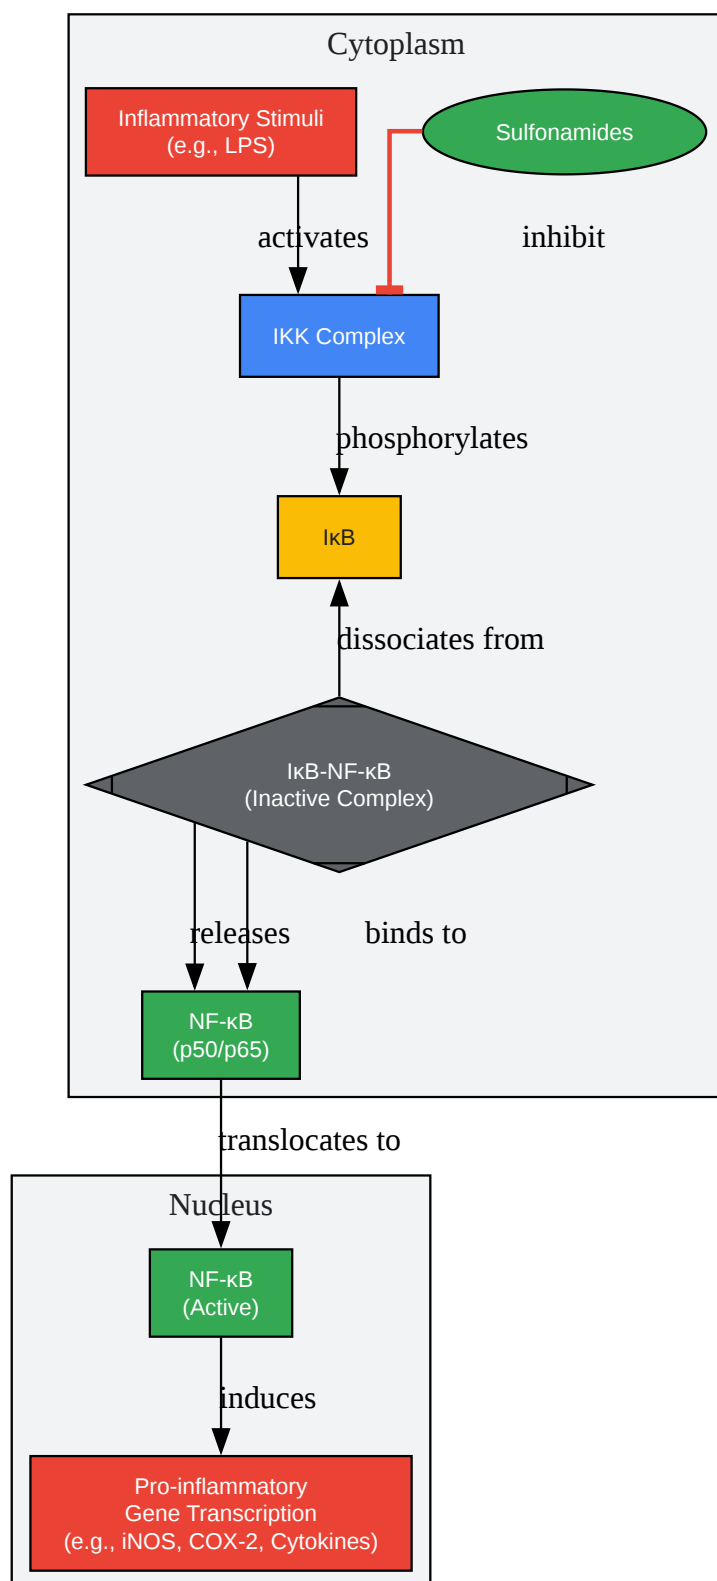 Cytoplasm
Inflammatory Stimuli
(e.g., LPS)
Sulfonamides
activates
inhibit
IKK Complex
phosphorylates
IκB
dissociates from
IκB-NF-κB
(Inactive Complex)
releases
binds to
NF-κB
(p50/p65)
translocates to
Nucleus
NF-κB
(Active)
induces
Pro-inflammatory
Gene Transcription
(e.g., iNOS, COX-2, Cytokines)